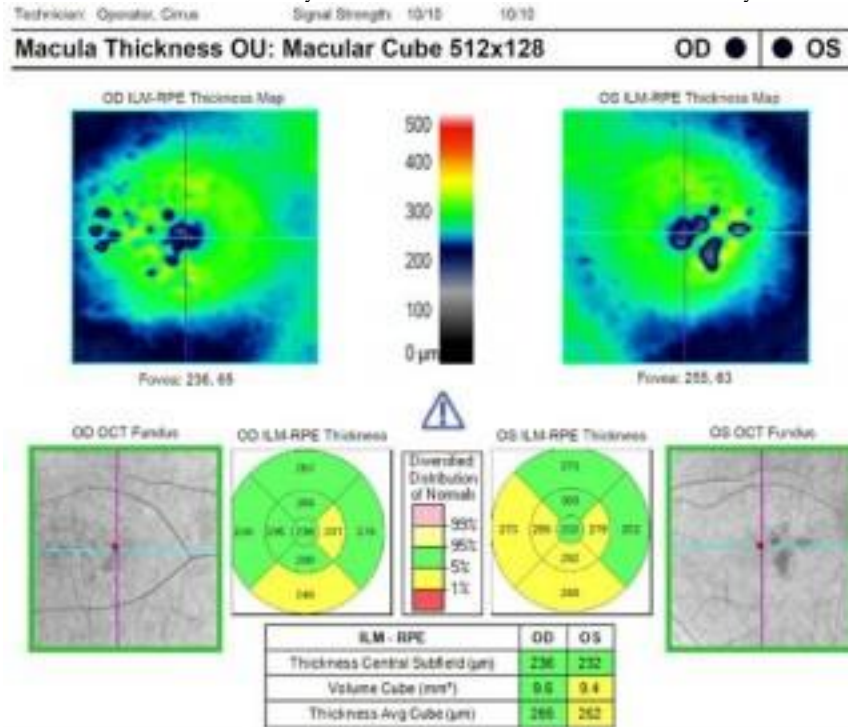 Technician: Operator, Cirrus Signal Strength: 10/10 10/10
Macula Thickness OU: Macular Cube 512x128 OD OS
OD ILM-RPE Thickness Map
OS ILM-RPE Thickness Map
500
400
300
200
100
0 µm
Fovea: 236, 65
Fovea: 255, 63
OD OCT Fundus
OD ILM-RPE Thickness
OS ILM-RPE Thickness
OS OCT Fundus
Diversified
Distribution
of Normals
99%
95%
5%
1%
ILM - RPE OD OS
Thickness Central Subfield (µm) 236 232
Volume Cube (mm³) 9.6 9.4
Thickness Avg Cube (µm) 266 262